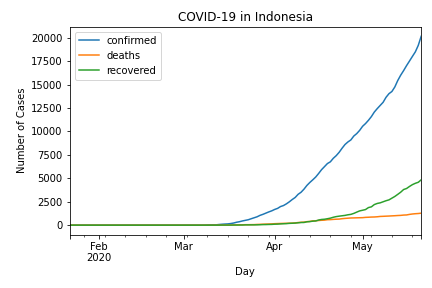 COVID-19 in Indonesia
confirmed
deaths
recovered
Number of Cases
20000
17500
15000
12500
10000
7500
5000
2500
0
Feb
2020
Mar
Apr
May
Day